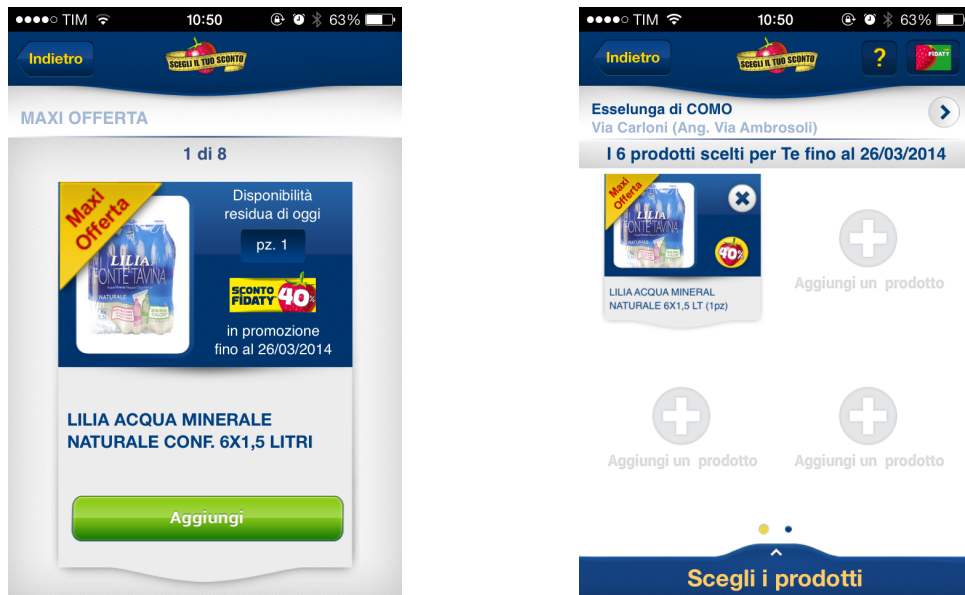 TIM 10:50 63%
Indietro
SCEGLI IL TUO SCONTO
MAXI OFFERTA
1 di 8
Maxi
Offerta
Disponibilità
residua di oggi
pz. 1
LILIA
FONTE TAVINA
NATURALE
SCONTO
FÌDATY 40%
in promozione
fino al 26/03/2014
LILIA ACQUA MINERALE
NATURALE CONF. 6X1,5 LITRI
Aggiungi
TIM 10:50 63%
Indietro
SCEGLI IL TUO SCONTO
?
FÌDATY
Esselunga di COMO
Via Carloni (Ang. Via Ambrosoli)
I 6 prodotti scelti per Te fino al 26/03/2014
Maxi
Offerta
LILIA
FONTE TAVINA
40%
LILIA ACQUA MINERAL
NATURALE 6X1,5 LT (1pz)
Aggiungi un prodotto
Aggiungi un prodotto
Aggiungi un prodotto
Scegli i prodotti